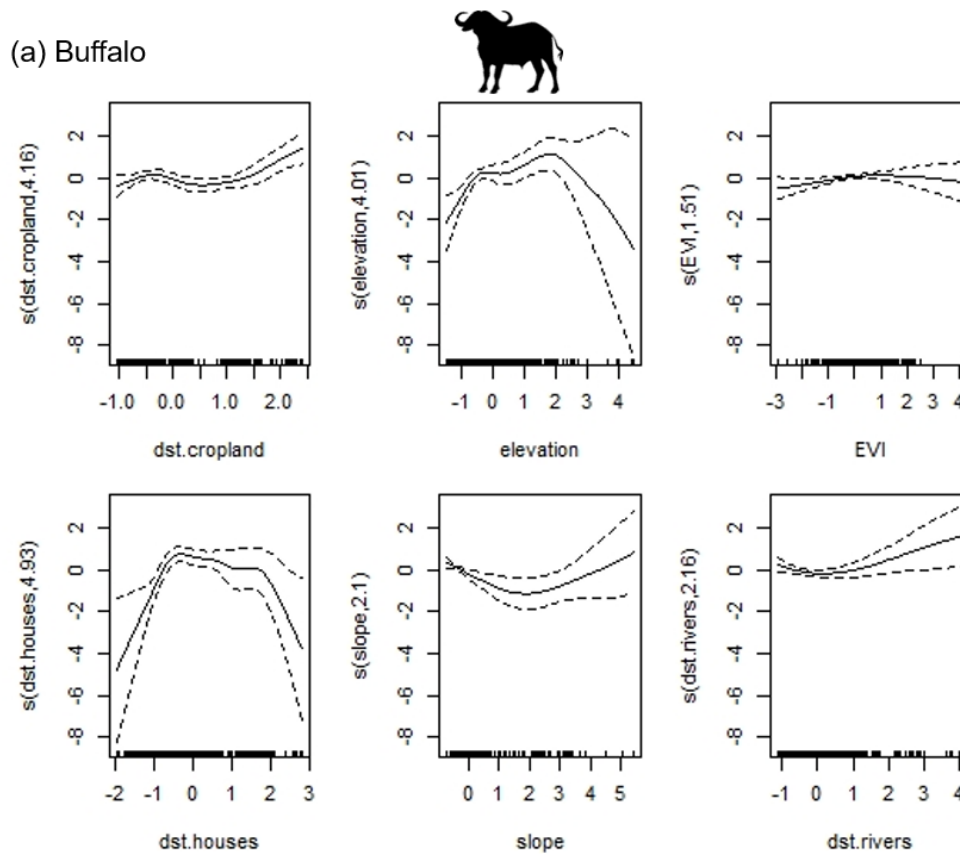 (a) Buffalo
s(dst.cropland,4.16)
2
0
-2
-4
-6
-8
-1.0 0.0 1.0 2.0
dst.cropland
s(elevation,4.01)
2
0
-2
-4
-6
-8
-1 0 1 2 3 4
elevation
s(EVI,1.51)
2
0
-2
-4
-6
-8
-3 -1 1 2 3 4
EVI
s(dst.houses,4.93)
2
0
-2
-4
-6
-8
-2 -1 0 1 2 3
dst.houses
s(slope,2.1)
2
0
-2
-4
-6
-8
0 1 2 3 4 5
slope
s(dst.rivers,2.16)
2
0
-2
-4
-6
-8
-1 0 1 2 3 4
dst.rivers